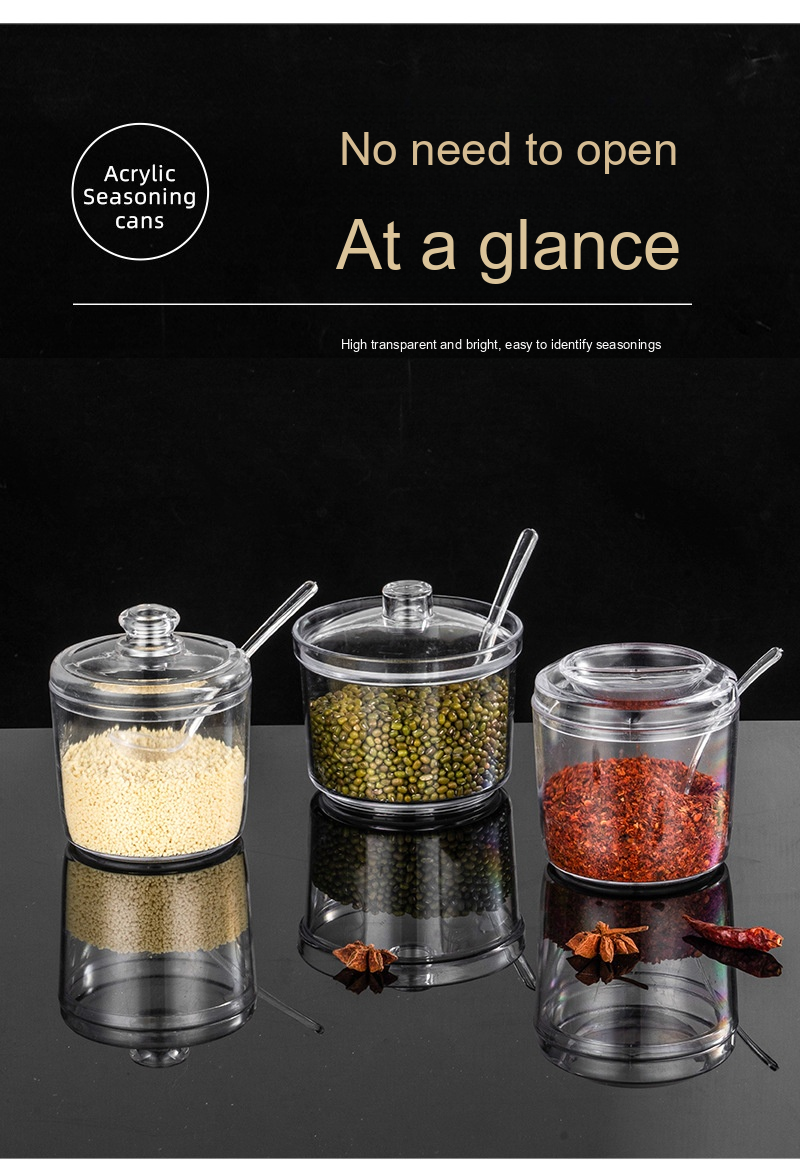 Acrylic
Seasoning
cans
No need to open
At a glance
High transparent and bright, easy to identify seasonings